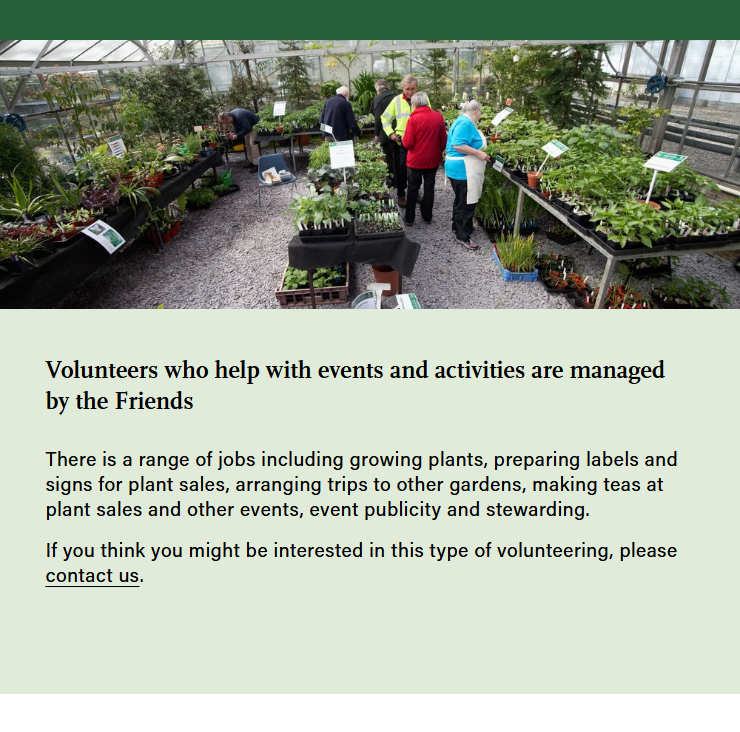 Volunteers who help with events and activities are managed
by the Friends
There is a range of jobs including growing plants, preparing labels and
signs for plant sales, arranging trips to other gardens, making teas at
plant sales and other events, event publicity and stewarding.
If you think you might be interested in this type of volunteering, please
contact us.